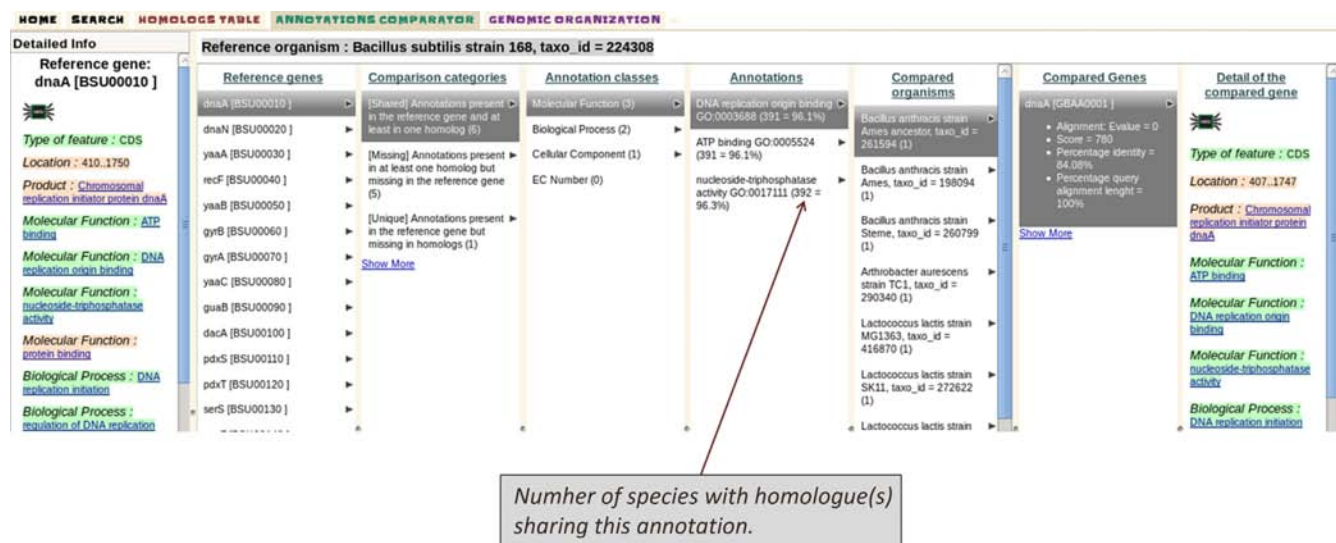 HOME SEARCH HOMOLOGS TABLE ANNOTATIONS COMPARATOR GENOMIC ORGANIZATION
Detailed Info
Reference gene:
dnaA [BSU00010 ]
Type of feature : CDS
Location : 410..1750
Product : Chromosomal
replication initiator protein dnaA
Molecular Function : ATP
binding
Molecular Function : DNA
replication origin binding
Molecular Function :
nucleoside-triphosphatase
activity
Molecular Function :
protein binding
Biological Process : DNA
replication initiation
Biological Process :
regulation of DNA replication
Reference organism : Bacillus subtilis strain 168, taxo_id = 224308
Reference genes
dnaA [BSU00010 ]
dnaN [BSU00020 ]
yaaA [BSU00030 ]
recF [BSU00040 ]
yaaB [BSU00050 ]
gyrB [BSU00060 ]
gyrA [BSU00070 ]
yaaC [BSU00080 ]
guaB [BSU00090 ]
dacA [BSU00100 ]
pdxS [BSU00110 ]
pdxT [BSU00120 ]
serS [BSU00130 ]
Comparison categories
[Shared] Annotations present
in the reference gene and at
least in one homolog (6)
[Missing] Annotations present
in at least one homolog but
missing in the reference gene
(5)
[Unique] Annotations present
in the reference gene but
missing in homologs (1)
Show More
Annotation classes
Molecular Function (3)
Biological Process (2)
Cellular Component (1)
EC Number (0)
Annotations
DNA replication origin binding
GO:0003688 (391 = 96.1%)
ATP binding GO:0005524
(391 = 96.1%)
nucleoside-triphosphatase
activity GO:0017111 (392 =
96.3%)
Compared
organisms
Bacillus anthracis strain
Ames ancestor, taxo_id =
261594 (1)
Bacillus anthracis strain
Ames, taxo_id = 198094
(1)
Bacillus anthracis strain
Sterne, taxo_id = 260799
(1)
Arthrobacter aurescens
strain TC1, taxo_id =
290340 (1)
Lactococcus lactis strain
MG1363, taxo_id =
416870 (1)
Lactococcus lactis strain
SK11, taxo_id = 272622
(1)
Lactococcus lactis strain
Compared Genes
dnaA [GBAA0001 ]
Alignment: Evalue = 0
Score = 780
Percentage identity =
84.08%
Percentage query
alignment lenght =
100%
Show More
Detail of the
compared gene
Type of feature : CDS
Location : 407..1747
Product : Chromosomal
replication initiator protein
dnaA
Molecular Function :
ATP binding
Molecular Function :
DNA replication origin
binding
Molecular Function :
nucleoside-triphosphatase
activity
Biological Process :
DNA replication initiation
Numher of species with homologue(s)
sharing this annotation.